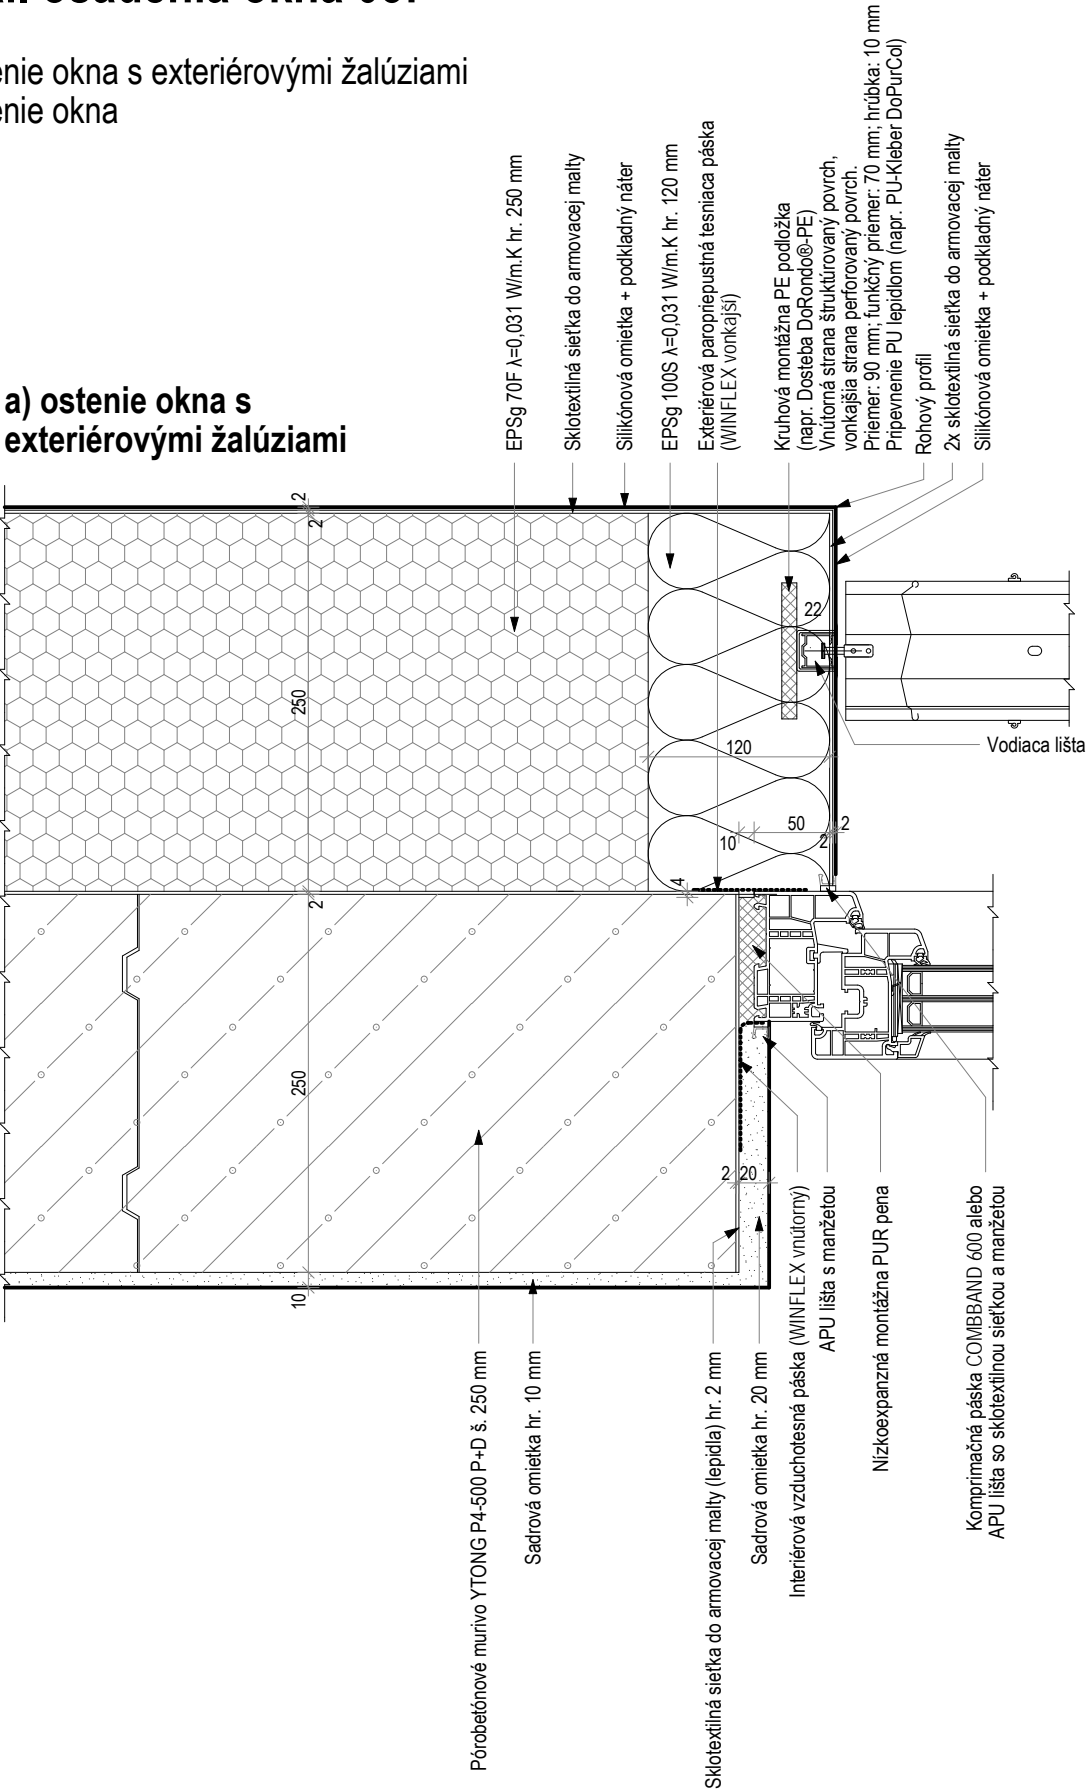 enie okna s exteriérovými žalúziami
enie okna
a) ostenie okna s
exteriérovými žalúziami
EPSg 70F λ=0,031 W/m.K hr. 250 mm
Sklotextilná sieťka do armovacej malty
Silikónová omietka + podkladný náter
EPSg 100S λ=0,031 W/m.K hr. 120 mm
Exteriérová paropriepustná tesniaca páska
(WINFLEX vonkajší)
Kruhová montážna PE podložka
(napr. Dosteba DoRondo®-PE)
Vnútorná strana štruktúrovaný povrch,
vonkajšia strana perforovaný povrch.
Priemer: 90 mm; funkčný priemer: 70 mm; hrúbka: 10 mm
Pripevnenie PU lepidlom (napr. PU-Kleber DoPurCol)
Rohový profil
2x sklotextilná sieťka do armovacej malty
Silikónová omietka + podkladný náter
2
2
22
250
120
Vodiaca lišta
50
2
10
2
4
2
250
2
20
10
Pórobetónové murivo YTONG P4-500 P+D š. 250 mm
Sadrová omietka hr. 10 mm
Sklotextilná sieťka do armovacej malty (lepidla) hr. 2 mm
Sadrová omietka hr. 20 mm
Interiérová vzduchotesná páska (WINFLEX vnútorný)
APU lišta s manžetou
Nízkoexpanzná montážna PUR pena
Komprimačná páska COMBBAND 600 alebo
APU lišta so sklotextilnou sieťkou a manžetou